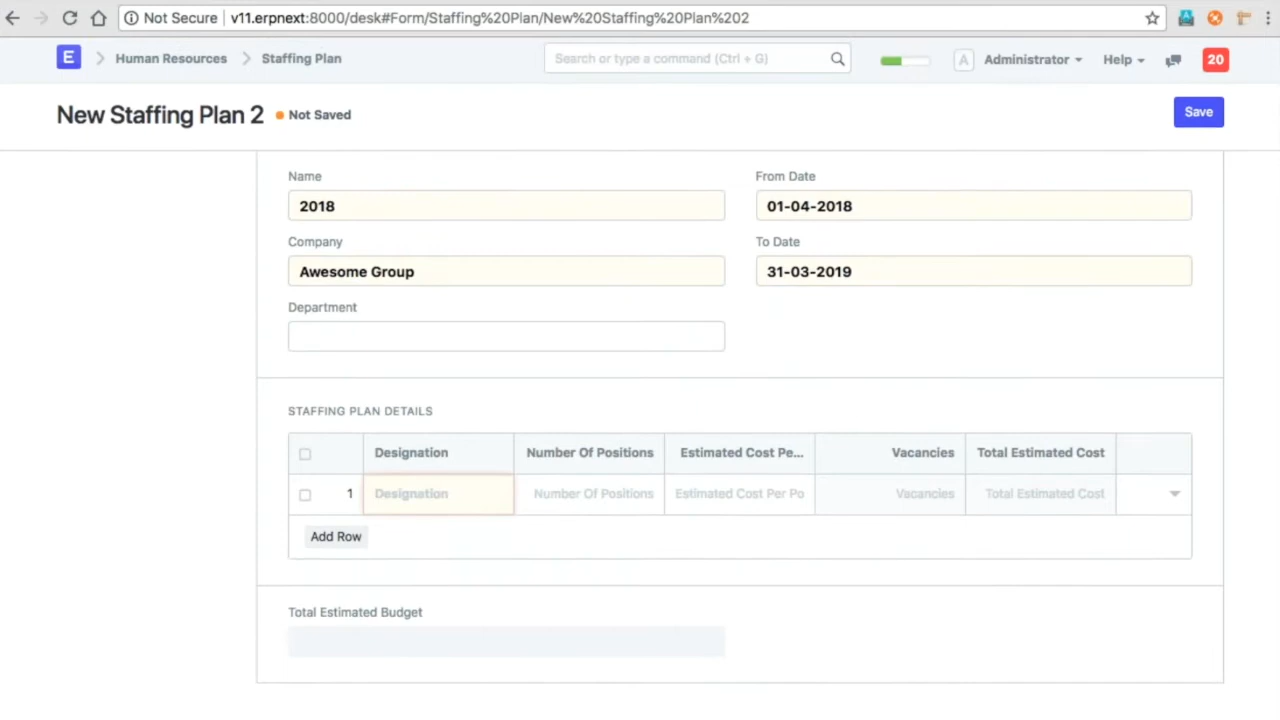 Not Secure v11.erpnext:8000/desk#Form/Staffing%20Plan/New%20Staffing%20Plan%202
E Human Resources Staffing Plan Search or type a command (Ctrl + G) A Administrator Help 20
New Staffing Plan 2 Not Saved Save
Name From Date
2018 01-04-2018
Company To Date
Awesome Group 31-03-2019
Department
STAFFING PLAN DETAILS
Designation Number Of Positions Estimated Cost Pe... Vacancies Total Estimated Cost
1 Designation Number Of Positions Estimated Cost Per Po Vacancies Total Estimated Cost
Add Row
Total Estimated Budget